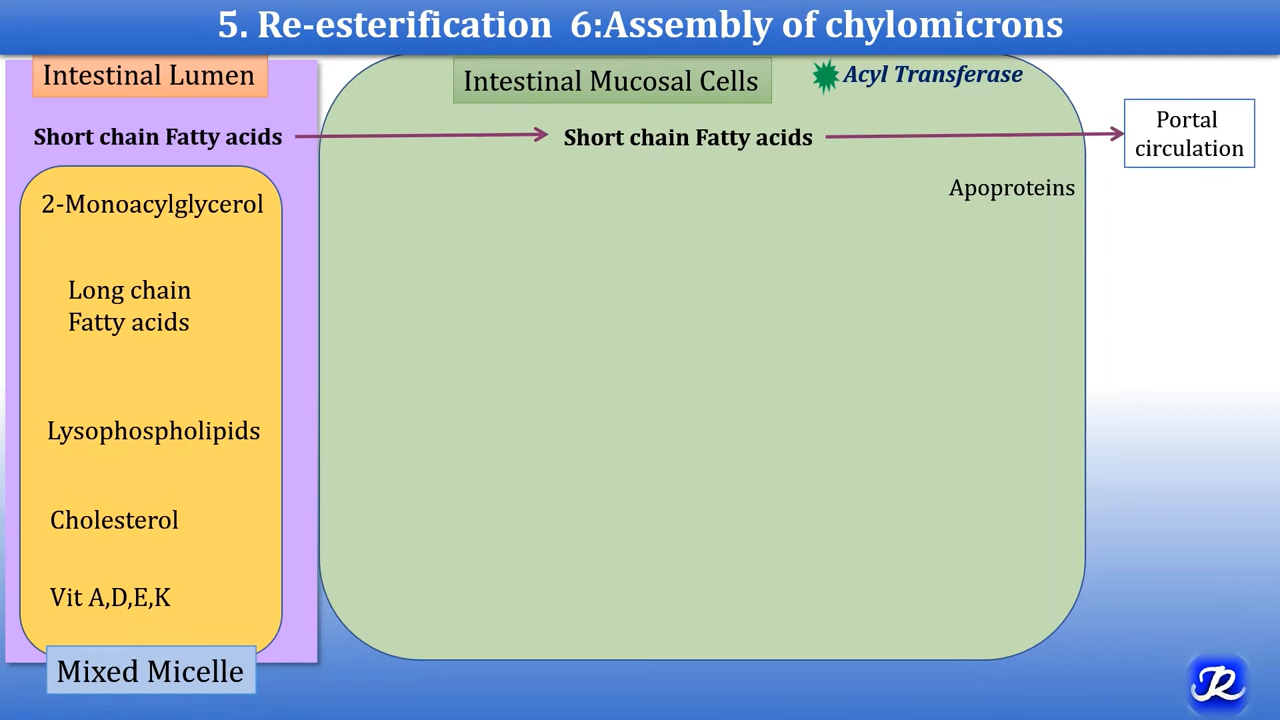 5. Re-esterification 6:Assembly of chylomicrons
Intestinal Lumen
Intestinal Mucosal Cells
Acyl Transferase
Short chain Fatty acids
Short chain Fatty acids
Portal
circulation
Apoproteins
2-Monoacylglycerol
Long chain
Fatty acids
Lysophospholipids
Cholesterol
Vit A,D,E,K
Mixed Micelle